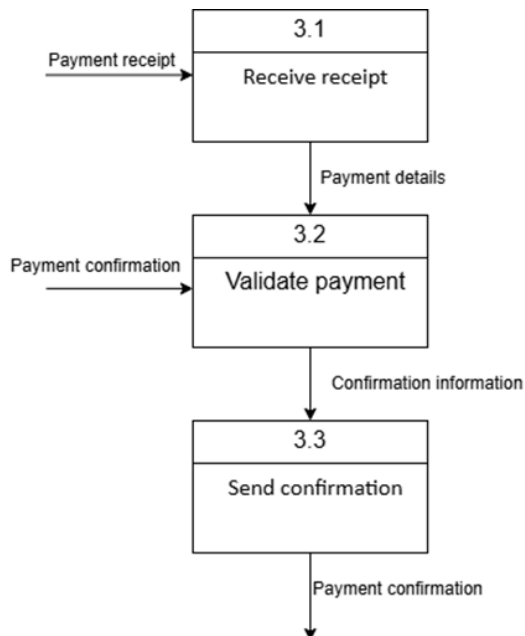 3.1
Payment receipt
Receive receipt
Payment details
3.2
Payment confirmation
Validate payment
Confirmation information
3.3
Send confirmation
Payment confirmation